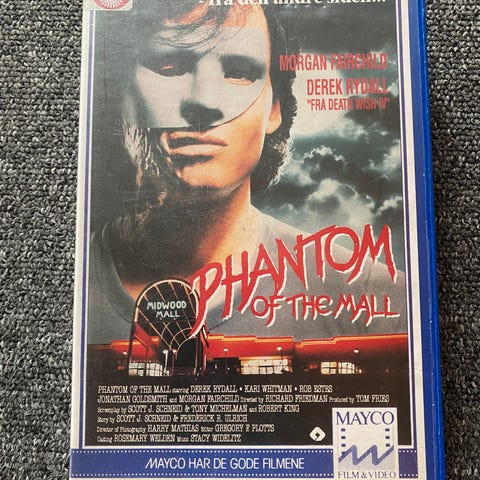 - fra den andre siden...
MORGAN FAIRCHILD
DEREK RYDALL
"FRA DEATH WISH IV"
PHANTOM
OF THE MALL
MIDWOOD
MALL
PHANTOM OF THE MALL starring DEREK RYDALL • KARI WHITMAN • ROB ESTES
JONATHAN GOLDSMITH and MORGAN FAIRCHILD Directed by RICHARD FRIEDMAN Produced by TOM FRIES
Screenplay by SCOTT J. SCHNEID & TONY MICHELMAN and ROBERT KING
Story by SCOTT J. SCHNEID & FREDERICK R. ULRICH
Director of Photography HARRY MATHIAS Editor GREGORY F. PLOTTS
Casting ROSEMARY WELDEN Music STACY WIDELITZ
MAYCO
FILM & VIDEO
MAYCO HAR DE GODE FILMENE